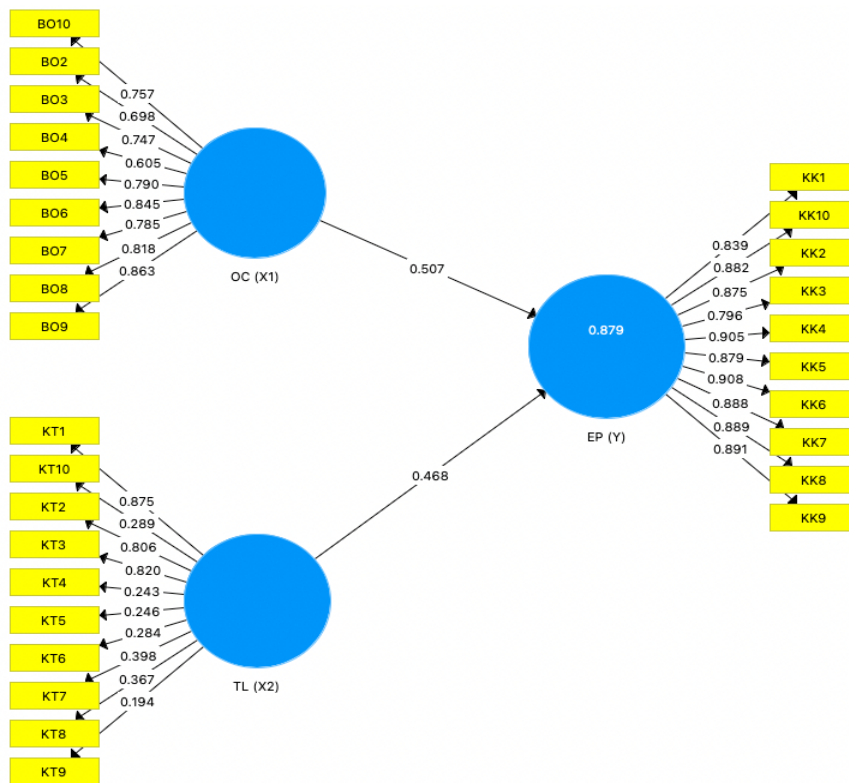 BO10
BO2
BO3
BO4
BO5
BO6
BO7
BO8
BO9
0.757
0.698
0.747
0.605
0.790
0.845
0.785
0.818
0.863
OC (X1)
0.507
KT1
KT10
KT2
KT3
KT4
KT5
KT6
KT7
KT8
KT9
0.875
0.289
0.806
0.820
0.243
0.246
0.284
0.398
0.367
0.194
TL (X2)
0.468
0.879
EP (Y)
0.839
0.882
0.875
0.796
0.905
0.879
0.908
0.888
0.889
0.891
KK1
KK10
KK2
KK3
KK4
KK5
KK6
KK7
KK8
KK9